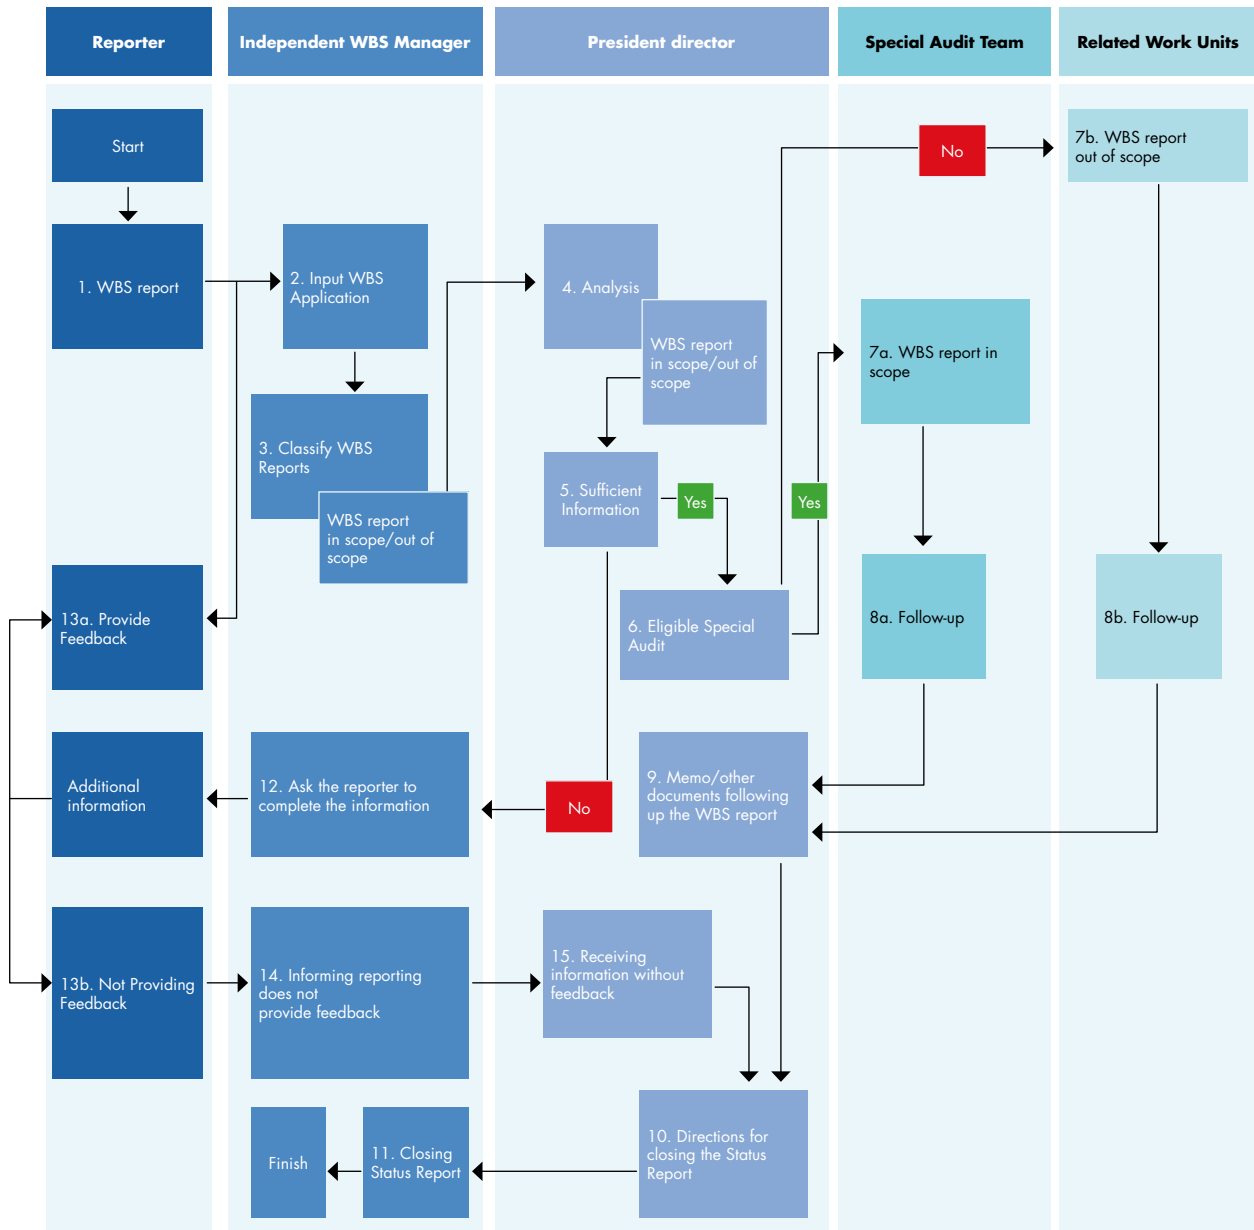 Reporter
Independent WBS Manager
President director
Special Audit Team
Related Work Units
Start
No
7b. WBS report
out of scope
1. WBS report
2. Input WBS
Application
4. Analysis
WBS report
in scope/out of
scope
7a. WBS report in
scope
3. Classify WBS
Reports
WBS report
in scope/out of
scope
5. Sufficient
Information
Yes
Yes
13a. Provide
Feedback
6. Eligible Special
Audit
8a. Follow-up
8b. Follow-up
Additional
information
12. Ask the reporter to
complete the information
No
9. Memo/other
documents following
up the WBS report
13b. Not Providing
Feedback
14. Informing reporting
does not
provide feedback
15. Receiving
information without
feedback
Finish
11. Closing
Status Report
10. Directions for
closing the Status
Report